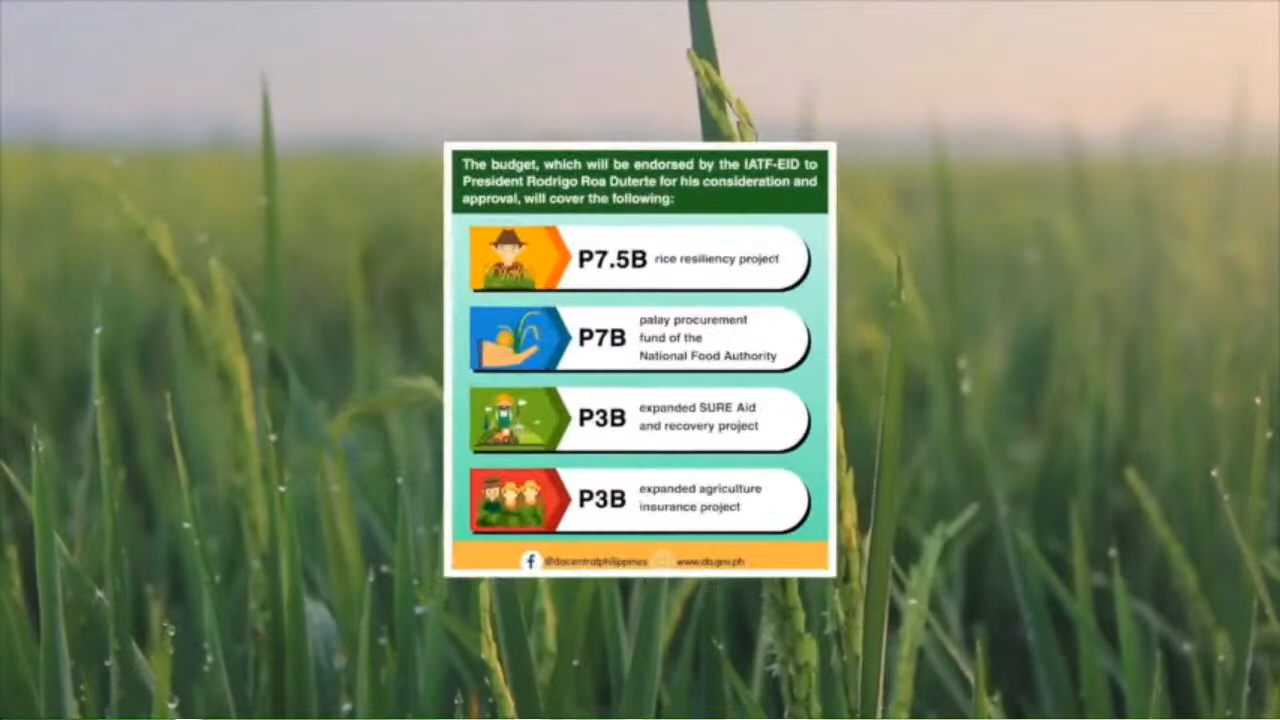 The budget, which will be endorsed by the IATF-EID to
President Rodrigo Roa Duterte for his consideration and
approval, will cover the following:
P7.5B rice resiliency project
P7B
palay procurement
fund of the
National Food Authority
P3B
expanded SURE Aid
and recovery project
P3B
expanded agriculture
insurance project
@dacentralphilippines www.da.gov.ph